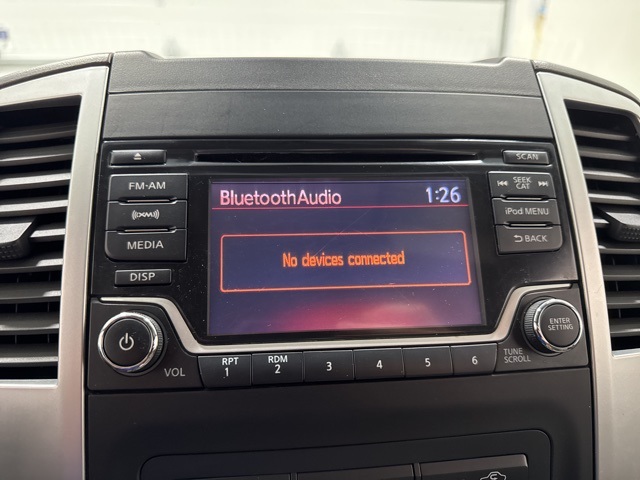 SCAN
FM·AM
XM
MEDIA
DISP
BluetoothAudio 1:26
No devices connected
SEEK
CAT
iPod MENU
BACK
VOL
RPT
1
RDM
2
3
4
5
6
TUNE
SCROLL
ENTER
SETTING